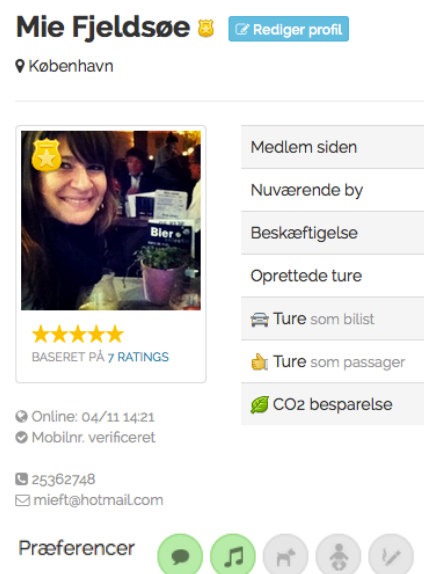 Mie Fjeldsøe
Rediger profil
København
Bier
BASERET PÅ 7 RATINGS
Online: 04/11 14:21
Mobilnr. verificeret
25362748
mieft@hotmail.com
Medlem siden
Nuværende by
Beskæftigelse
Oprettede ture
Ture som bilist
Ture som passager
CO2 besparelse
Præferencer